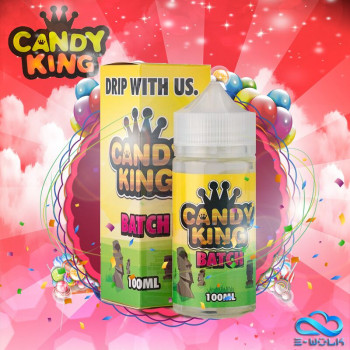 CANDY
KING
DRIP WITH US.
CANDY
KING
BATCH
100ML
CANDY
KING
BATCH
100ML
E-WOLK